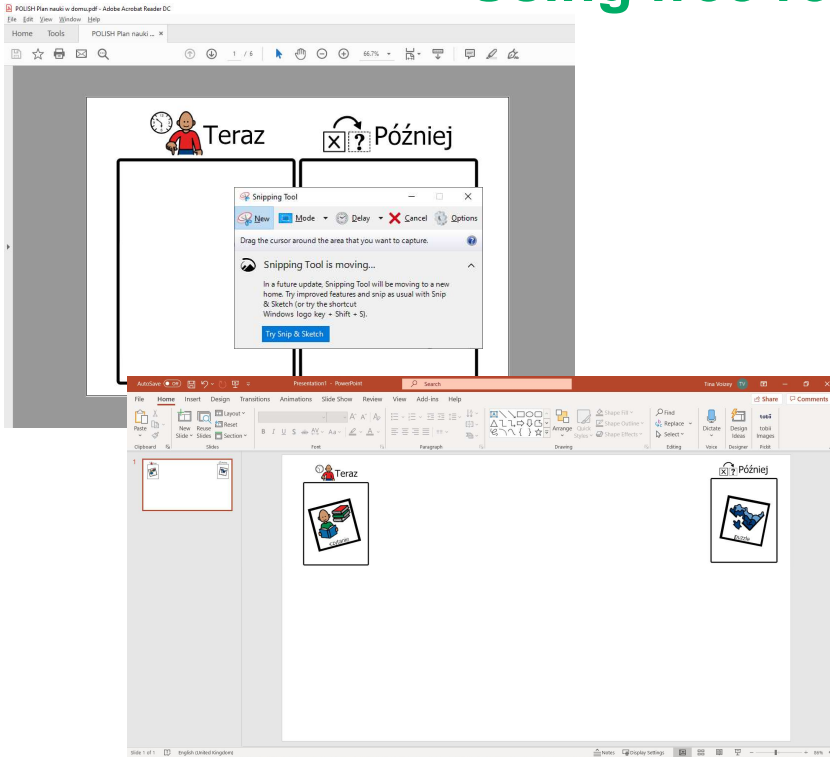 POLISH Plan nauki w domu.pdf - Adobe Acrobat Reader DC
File Edit View Window Help
Home Tools POLISH Plan nauki ... ×
1 / 6 66.7%
Teraz Później
Snipping Tool
New Mode Delay Cancel Options
Drag the cursor around the area that you want to capture.
Snipping Tool is moving...
In a future update, Snipping Tool will be moving to a new
home. Try improved features and snip as usual with Snip
& Sketch (or try the shortcut
Windows logo key + Shift + S).
Try Snip & Sketch
AutoSave Off Presentation1 - PowerPoint Search Tina Vosey TV
File Home Insert Design Transitions Animations Slide Show Review View Add-ins Help Share Comments
Paste New Slide Reuse Slides Layout Reset Section
Shape Fill Shape Outline Shape Effects
Arrange Quick Styles
Find Replace Select
Dictate Design Ideas tobii Images
Clipboard Slides Font Paragraph Drawing Editing Voice Designer Picto
1
Teraz Później
czytanie puzzle
Slide 1 of 1 English (United Kingdom) Notes Display Settings 86%